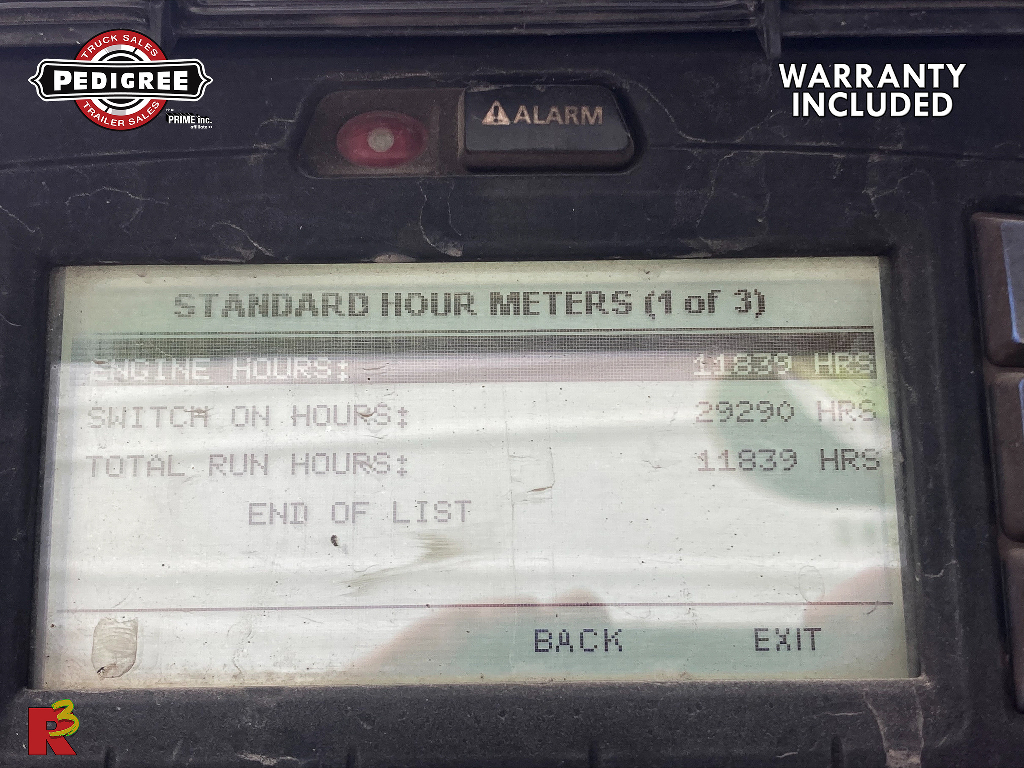 TRUCK SALES
PEDIGREE
TRAILER SALES
PRIME inc.
affiliate
WARRANTY
INCLUDED
ALARM
STANDARD HOUR METERS (1 of 3)
ENGINE HOURS: 11839 HRS
SWITCH ON HOURS: 29290 HRS
TOTAL RUN HOURS: 11839 HRS
END OF LIST
BACK EXIT
R3